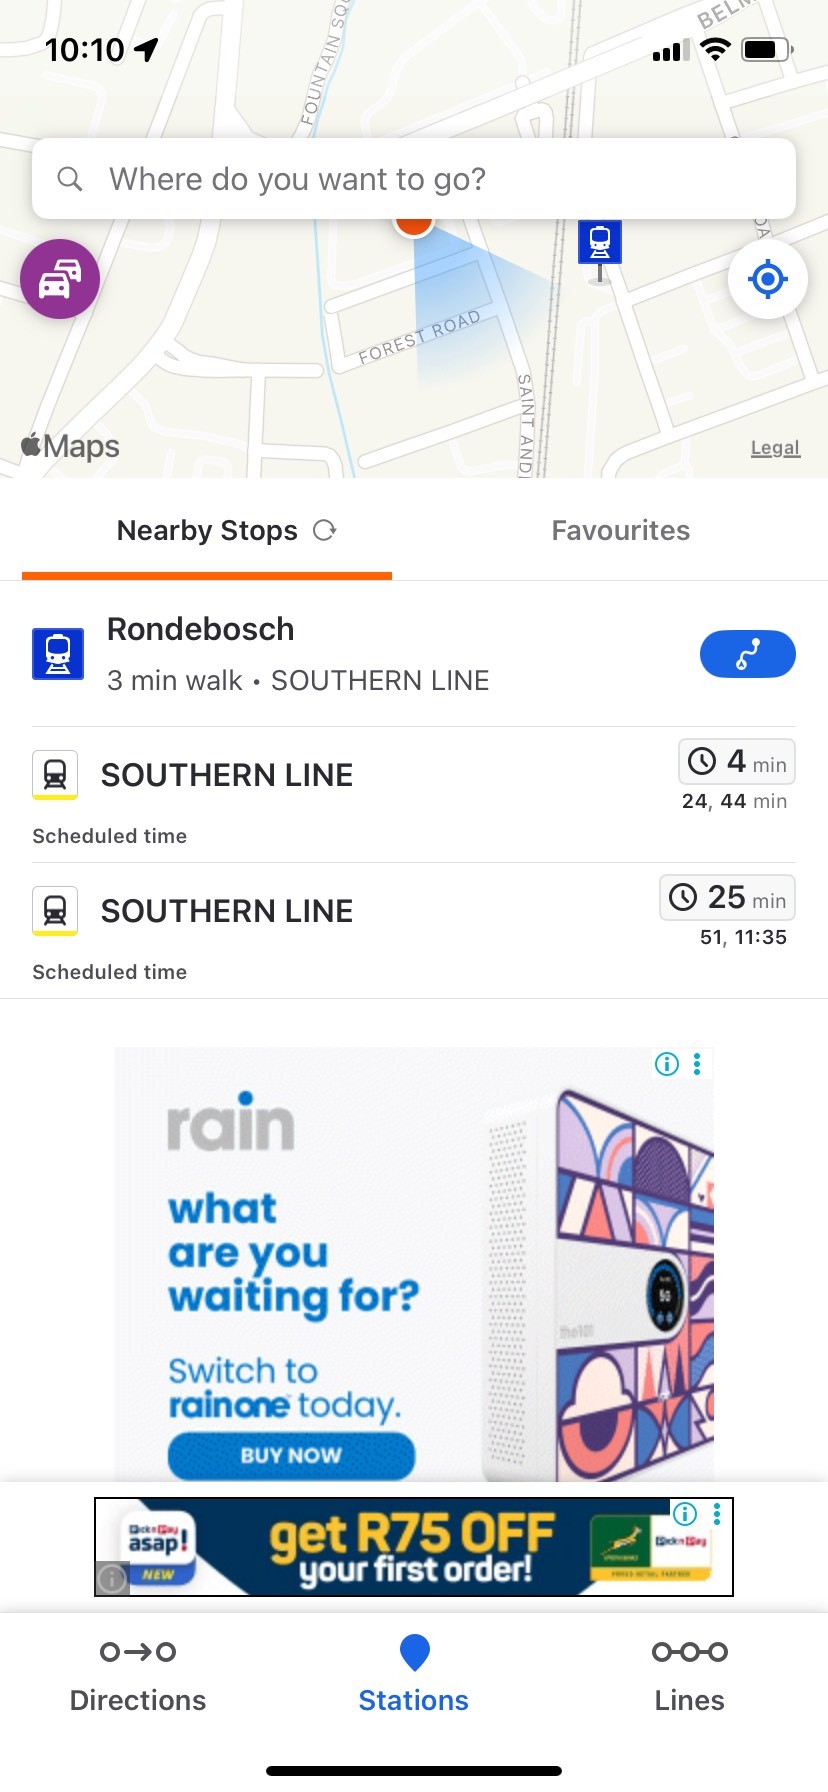 FOUNTAIN SQ
BELM
10:10
Where do you want to go?
FOREST ROAD
SAINT AND
Maps
Legal
Nearby Stops
Favourites
Rondebosch
3 min walk • SOUTHERN LINE
SOUTHERN LINE
4 min
24, 44 min
Scheduled time
SOUTHERN LINE
25 min
51, 11:35
Scheduled time
rain
what
are you
waiting for?
Switch to
rainone today.
BUY NOW
5G
the101
Pick n Pay
asap!
NEW
get R75 OFF
your first order!
Pick n Pay
Directions
Stations
Lines